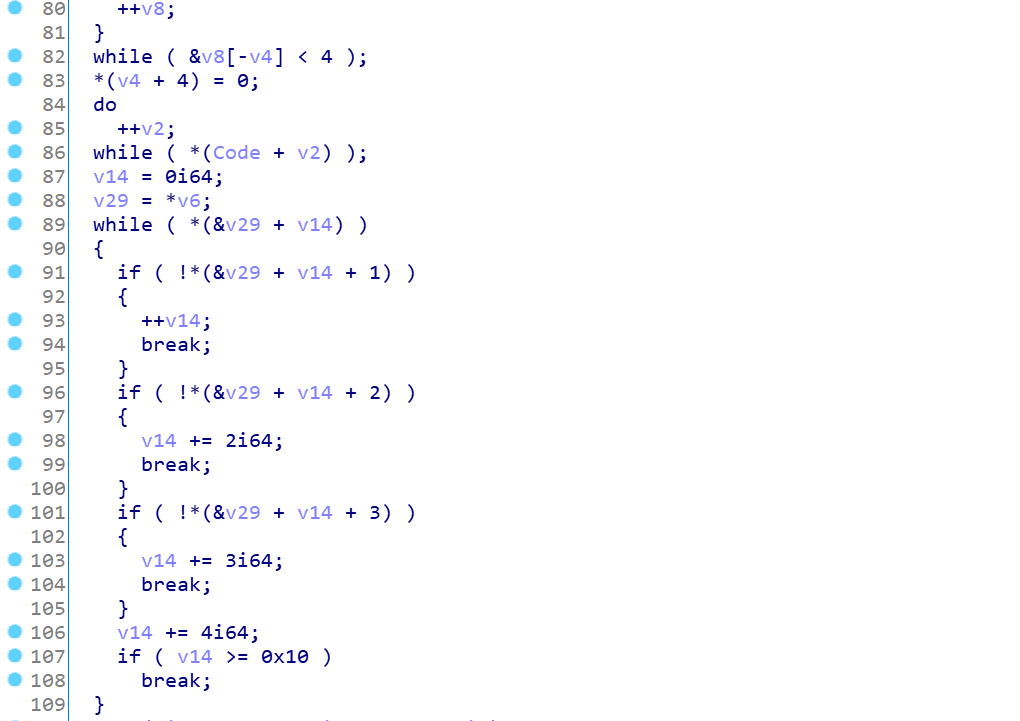 80 ++v8;
81 }
82 while ( &v8[-v4] < 4 );
83 *(v4 + 4) = 0;
84 do
85 ++v2;
86 while ( *(Code + v2) );
87 v14 = 0i64;
88 v29 = *v6;
89 while ( *(&v29 + v14) )
90 {
91 if ( !*(&v29 + v14 + 1) )
92 {
93 ++v14;
94 break;
95 }
96 if ( !*(&v29 + v14 + 2) )
97 {
98 v14 += 2i64;
99 break;
100 }
101 if ( !*(&v29 + v14 + 3) )
102 {
103 v14 += 3i64;
104 break;
105 }
106 v14 += 4i64;
107 if ( v14 >= 0x10 )
108 break;
109 }